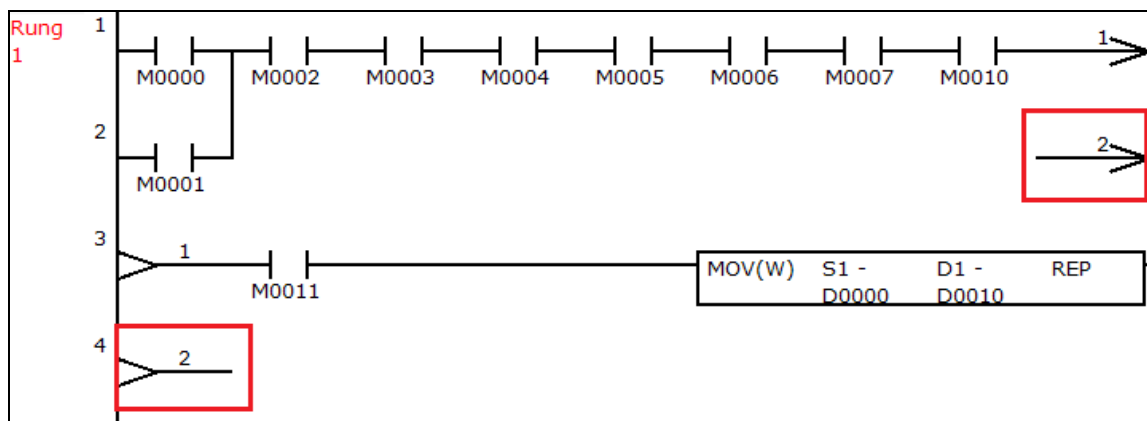 Rung 1
1
M0000 M0002 M0003 M0004 M0005 M0006 M0007 M0010 1
2
M0001
2
3
1
M0011
MOV(W) S1 - D1 - REP
D0000 D0010
4
2